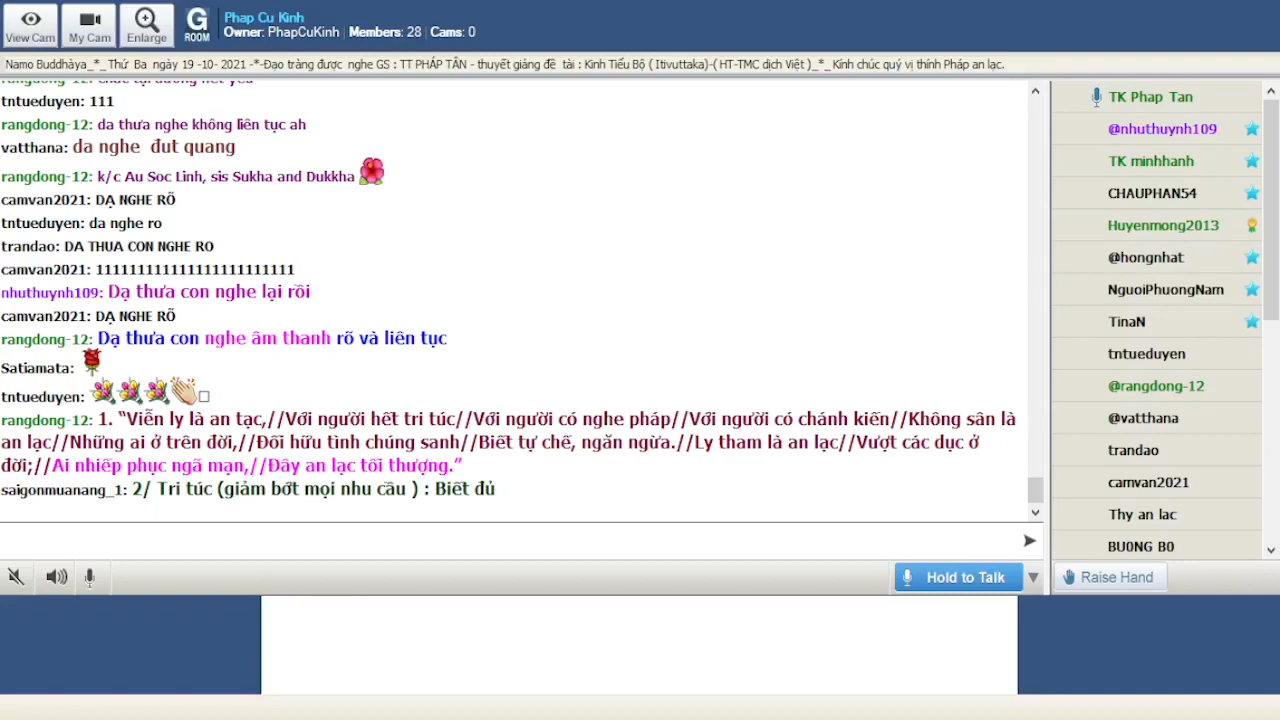 View Cam
My Cam
Enlarge
G
ROOM
Phap Cu Kinh
Owner: PhapCuKinh | Members: 28 | Cams: 0
Namo Buddhàya_*_Thứ Ba ngày 19 -10- 2021 -*-Đạo tràng được nghe GS : TT PHÁP TÂN - thuyết giảng đề tài : Kinh Tiểu Bộ ( Itivuttaka)-( HT-TMC dịch Việt )_*_Kính chúc quý vị thính Pháp an lạc.
tntueduyen: 111
rangdong-12: da thưa nghe không liên tục ah
vatthana: da nghe đut quang
rangdong-12: k/c Au Soc Linh, sis Sukha and Dukkha
camvan2021: DẠ NGHE RÕ
tntueduyen: da nghe ro
trandao: DA THUA CON NGHE RO
camvan2021: 111111111111111111111111
nhuthuynh109: Dạ thưa con nghe lại rồi
camvan2021: DẠ NGHE RÕ
rangdong-12: Dạ thưa con nghe âm thanh rõ và liên tục
Satiamata:
tntueduyen:
rangdong-12: 1. “Viễn ly là an tạc,//Với người hết tri túc//Với người có nghe pháp//Với người có chánh kiến//Không sân là
an lạc//Những ai ở trên đời,//Đối hữu tình chúng sanh//Biết tự chế, ngăn ngừa.//Ly tham là an lạc//Vượt các dục ở
đời;//Ai nhiếp phục ngã mạn,//Đây an lạc tối thượng.”
saigonmuanang_1: 2/ Tri túc (giảm bớt mọi nhu cầu ) : Biết đủ
Hold to Talk
TK Phap Tan
@nhuthuynh109
TK minhhanh
CHAUPHAN54
Huyenmong2013
@hongnhat
NguoiPhuongNam
TinaN
tntueduyen
@rangdong-12
@vatthana
trandao
camvan2021
Thy an lac
BU0NG B0
Raise Hand